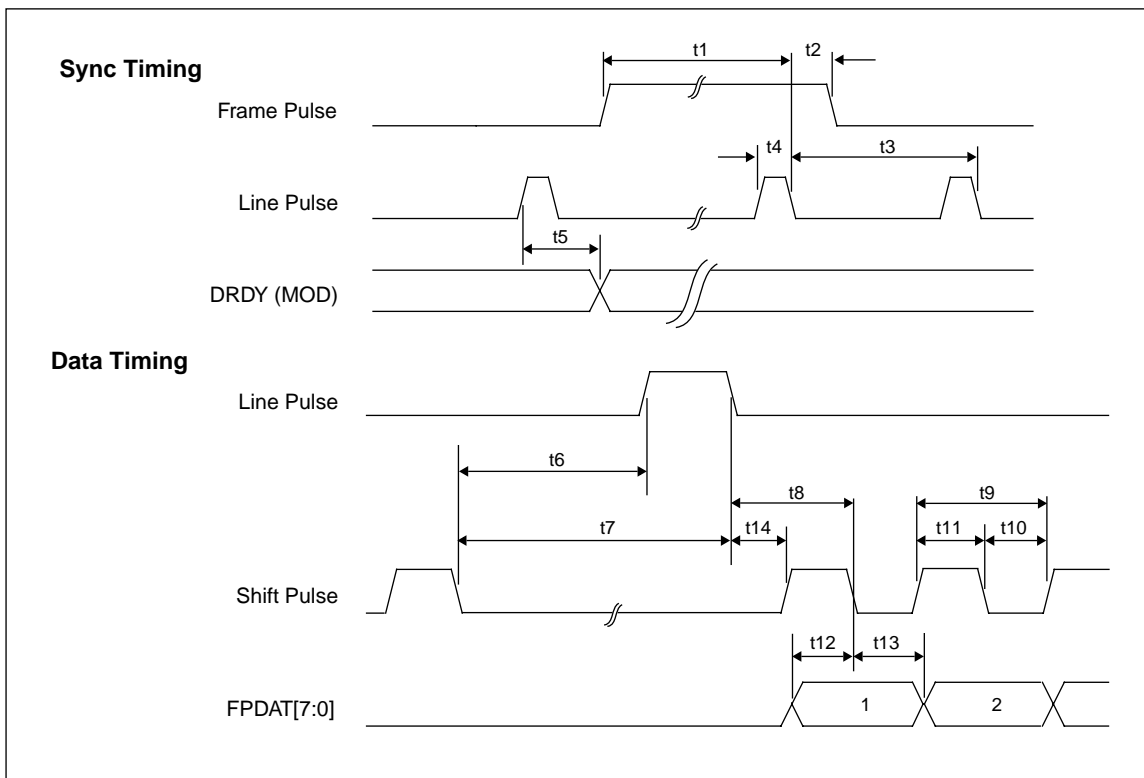 Sync Timing
t1
t2
Frame Pulse
t4
t3
Line Pulse
t5
DRDY (MOD)
Data Timing
Line Pulse
t6
t8
t9
t7
t14
t11
t10
Shift Pulse
t12
t13
FPDAT[7:0]
1
2